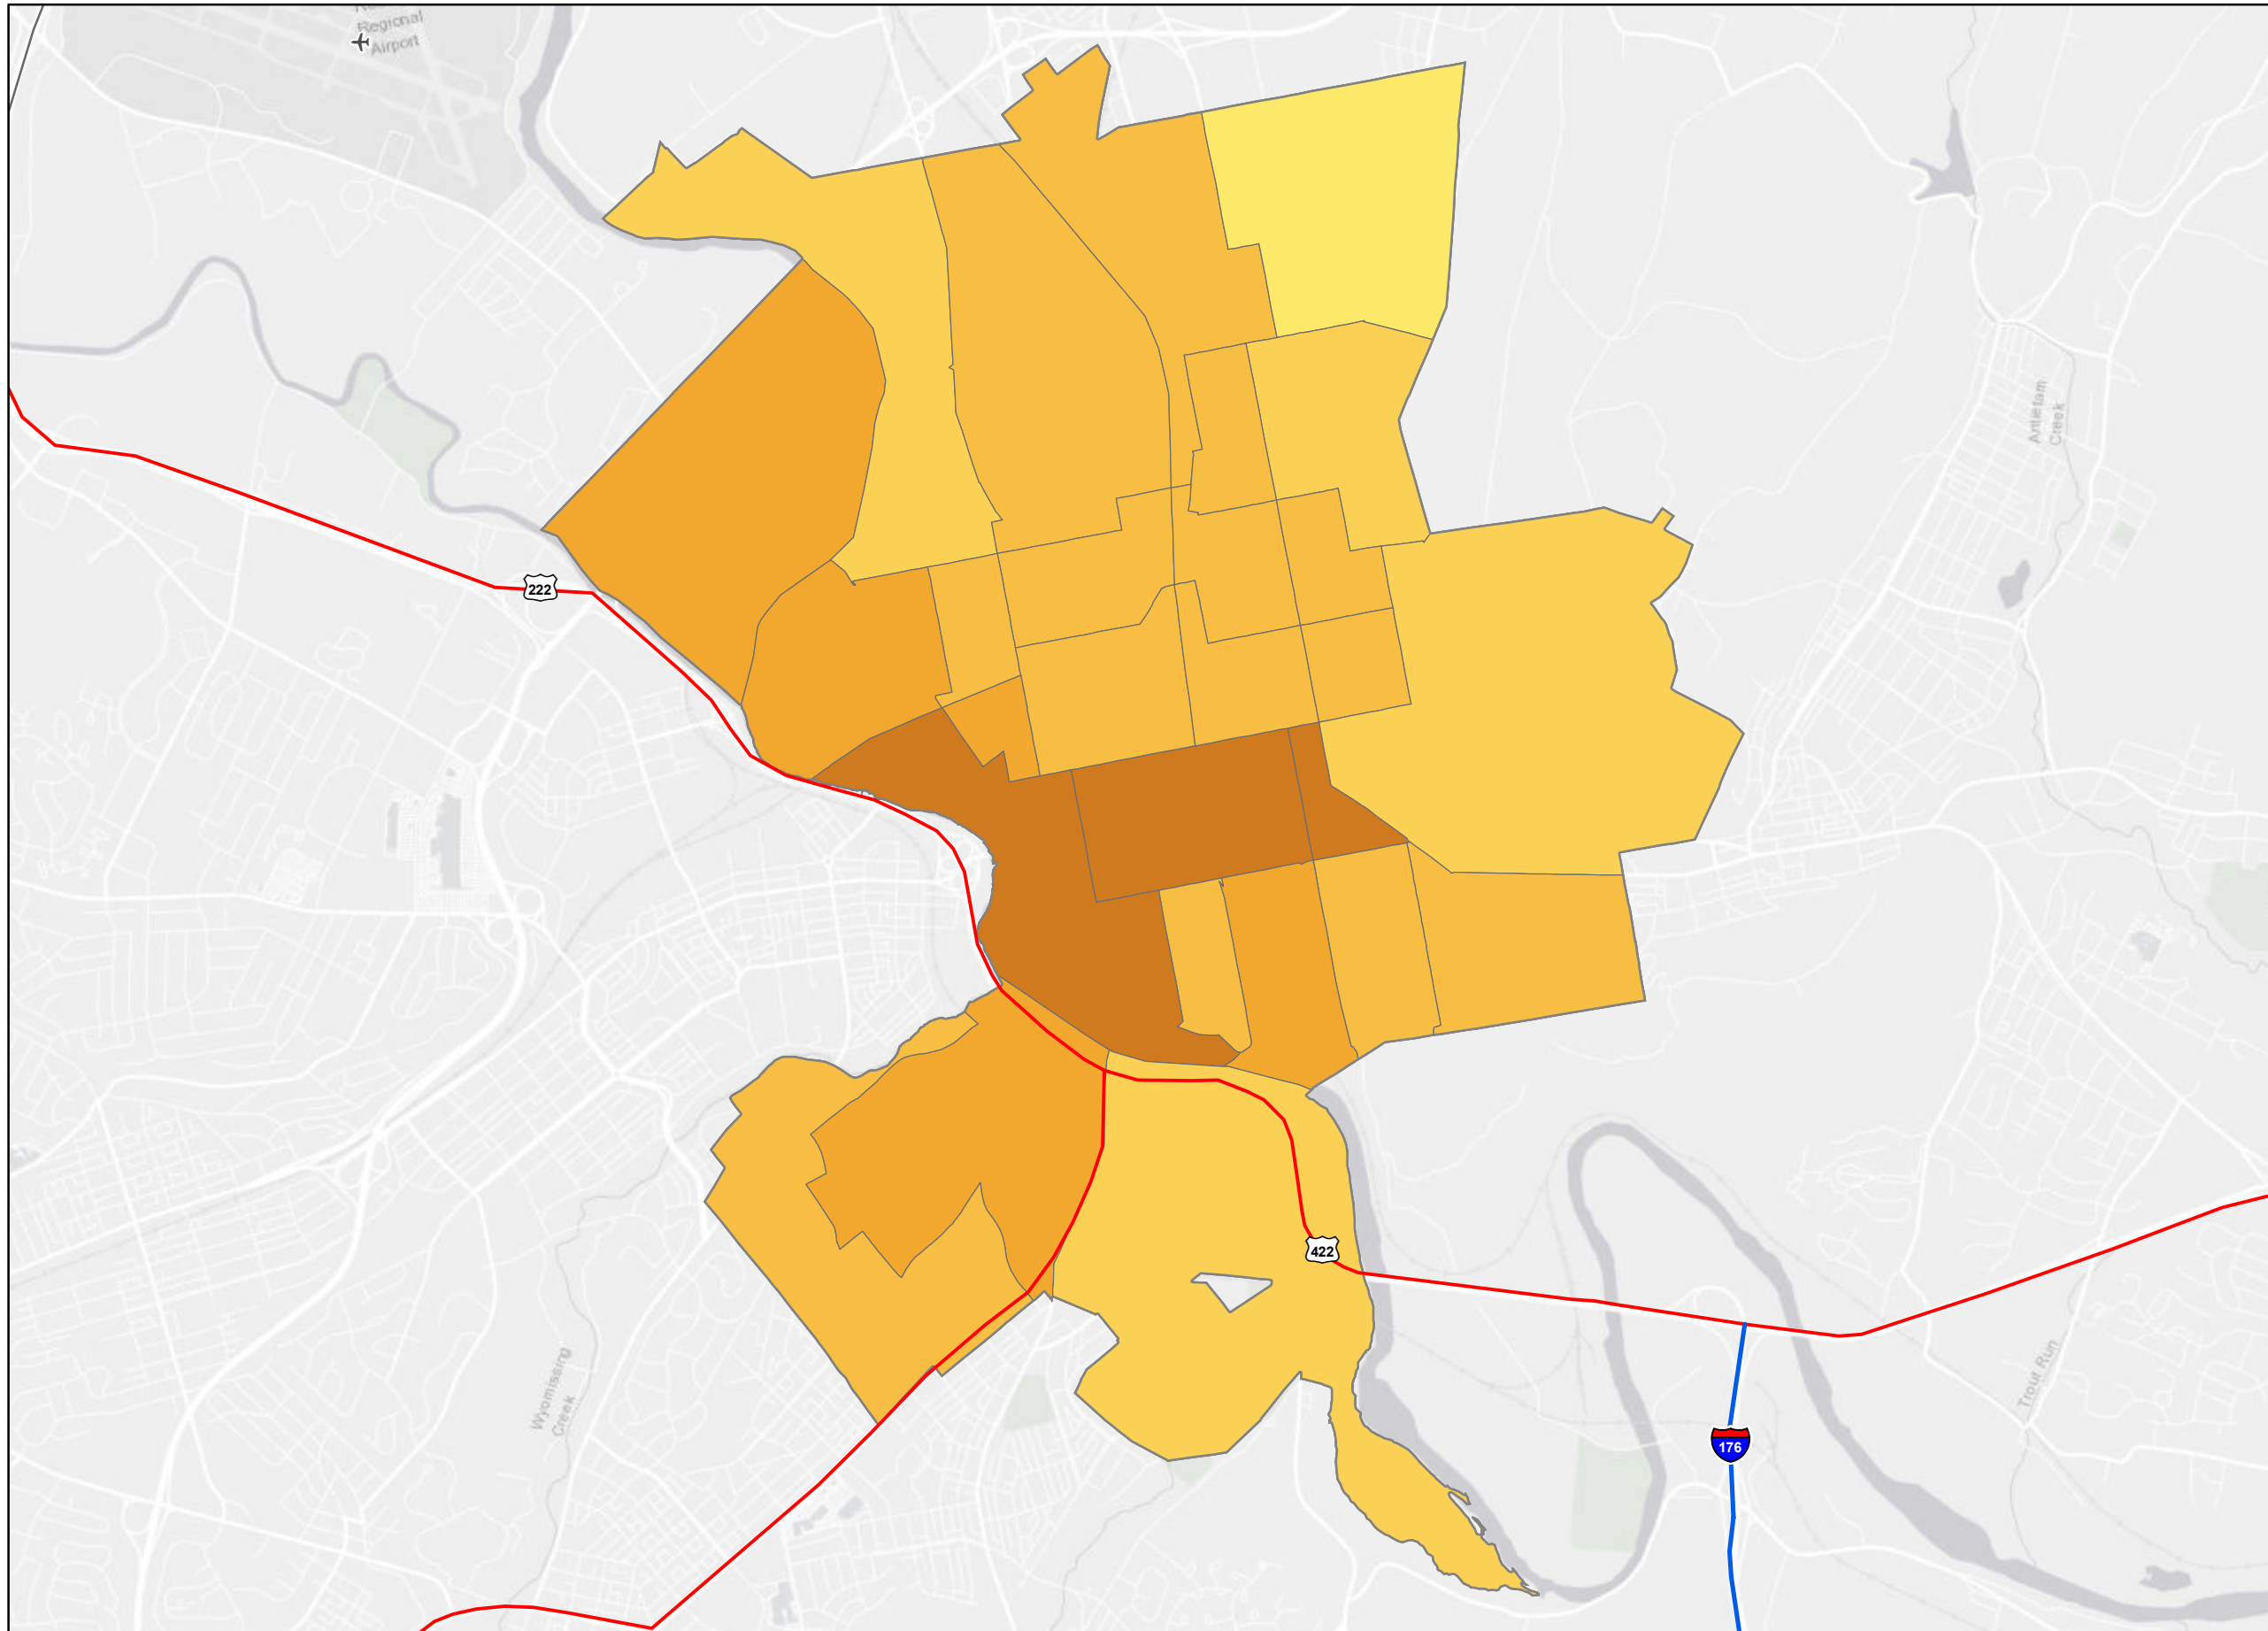 Regional
Airport
Antietam
Creek
222
422
Wyomissing
Creek
Trout Run
176